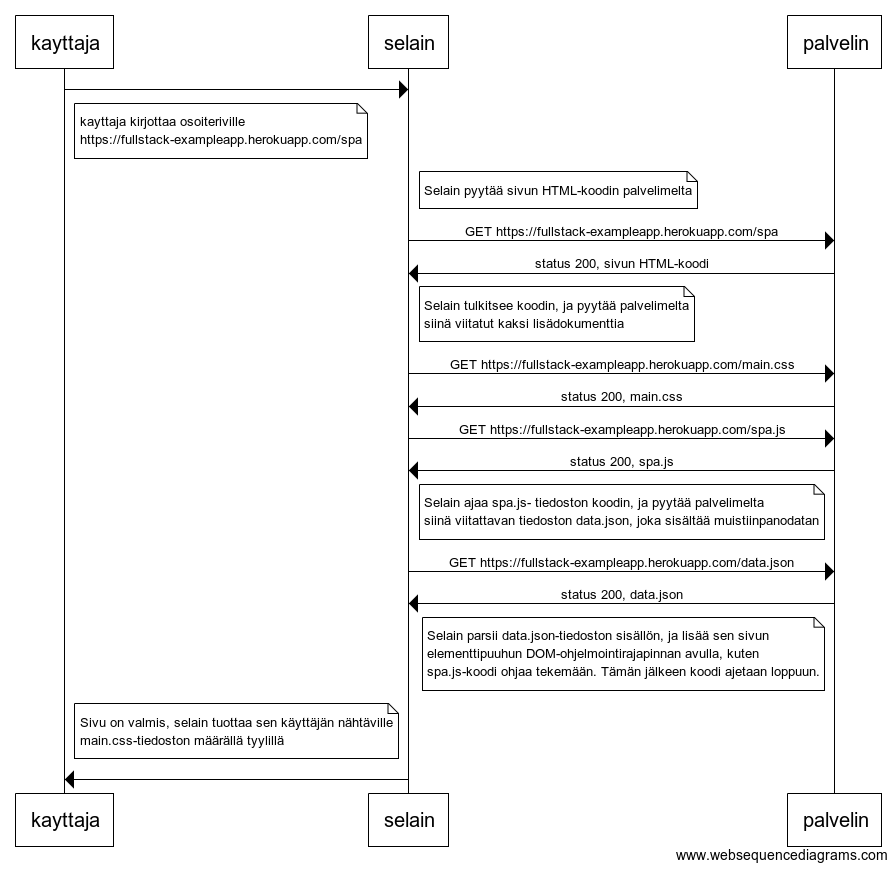 kayttaja
selain
palvelin
kayttaja kirjottaa osoiteriville
https://fullstack-exampleapp.herokuapp.com/spa
Selain pyytää sivun HTML-koodin palvelimelta
GET https://fullstack-exampleapp.herokuapp.com/spa
status 200, sivun HTML-koodi
Selain tulkitsee koodin, ja pyytää palvelimelta
siinä viitatut kaksi lisädokumenttia
GET https://fullstack-exampleapp.herokuapp.com/main.css
status 200, main.css
GET https://fullstack-exampleapp.herokuapp.com/spa.js
status 200, spa.js
Selain ajaa spa.js- tiedoston koodin, ja pyytää palvelimelta
siinä viitattavan tiedoston data.json, joka sisältää muistiinpanodatan
GET https://fullstack-exampleapp.herokuapp.com/data.json
status 200, data.json
Selain parsii data.json-tiedoston sisällön, ja lisää sen sivun
elementtipuuhun DOM-ohjelmointirajapinnan avulla, kuten
spa.js-koodi ohjaa tekemään. Tämän jälkeen koodi ajetaan loppuun.
Sivu on valmis, selain tuottaa sen käyttäjän nähtäville
main.css-tiedoston määrällä tyylillä
kayttaja
selain
palvelin
www.websequencediagrams.com